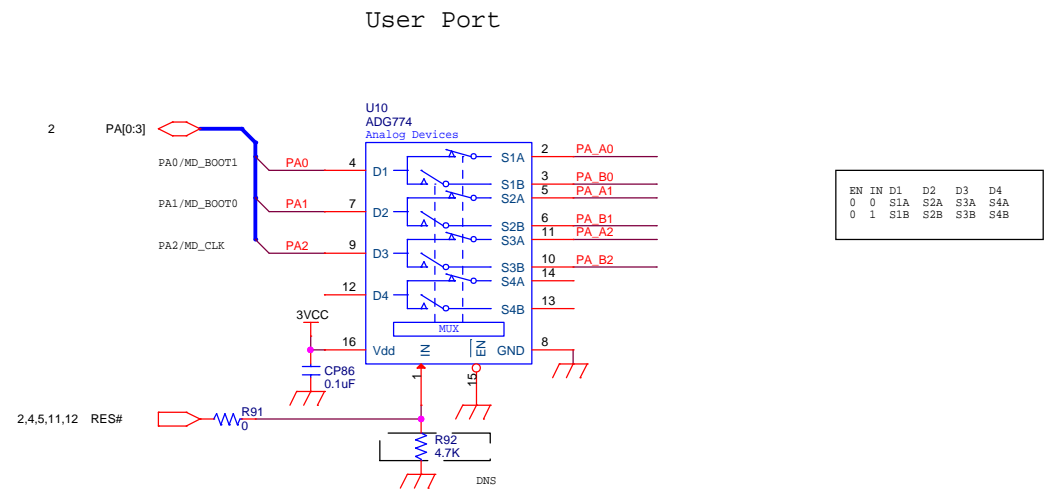 User Port
U10
ADG774
Analog Devices
2 PA[0:3]
PA0/MD_BOOT1 PA0 4 D1 S1A 2 PA_A0
S1B 3 PA_B0
PA1/MD_BOOT0 PA1 7 D2 S2A 5 PA_A1
S2B 6 PA_B1
PA2/MD_CLK PA2 9 D3 S3A 11 PA_A2
S3B 10 PA_B2
12 D4 S4A 14
S4B 13
MUX
3VCC
16 Vdd IN EN GND 8
1 15
CP86
0.1uF
2,4,5,11,12 RES# R91
0
R92
4.7K
DNS
EN IN D1 D2 D3 D4
0 0 S1A S2A S3A S4A
0 1 S1B S2B S3B S4B